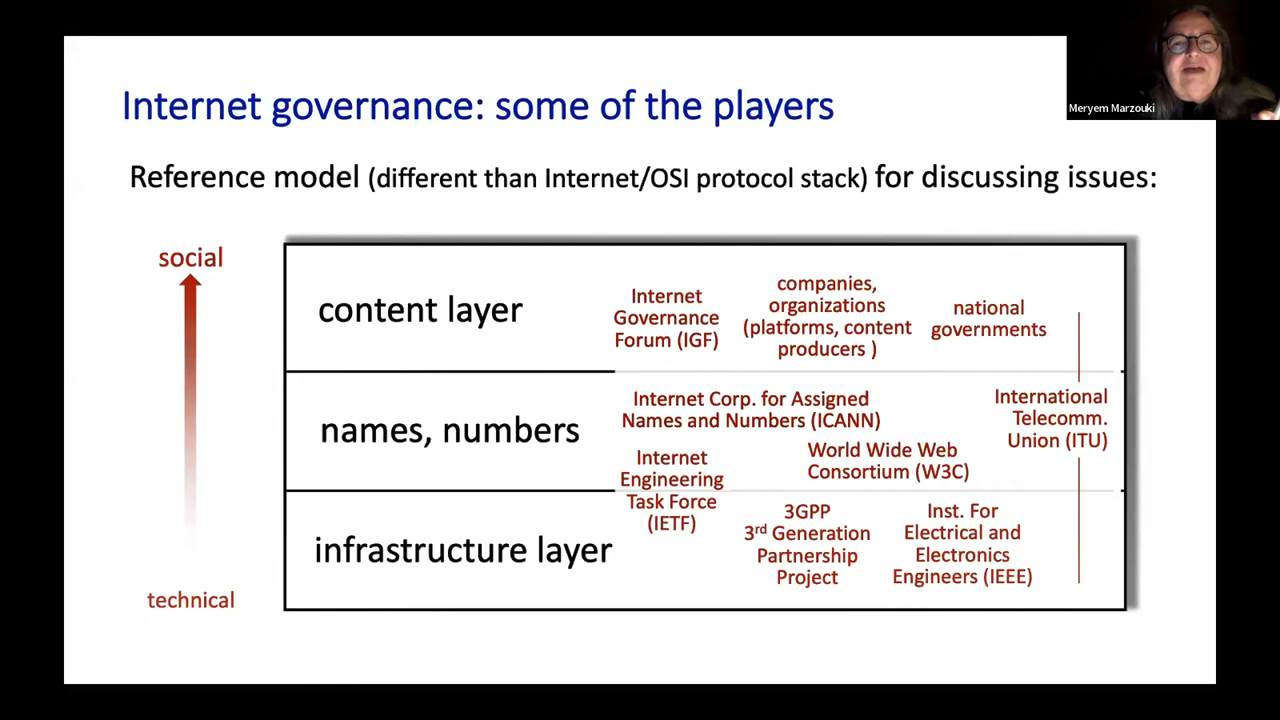 Internet governance: some of the players
Meryem Marzouki
Reference model (different than Internet/OSI protocol stack) for discussing issues:
social
technical
content layer
Internet
Governance
Forum (IGF)
companies,
organizations
(platforms, content
producers )
national
governments
names, numbers
Internet Corp. for Assigned
Names and Numbers (ICANN)
International
Telecomm.
Union (ITU)
World Wide Web
Consortium (W3C)
Internet
Engineering
Task Force
(IETF)
infrastructure layer
3GPP
3rd Generation
Partnership
Project
Inst. For
Electrical and
Electronics
Engineers (IEEE)